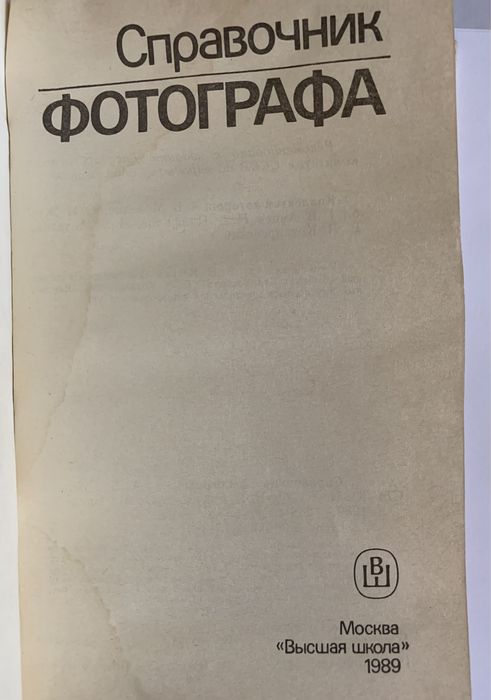 Справочник
ФОТОГРАФА
ВШ
Москва
«Высшая школа»
1989